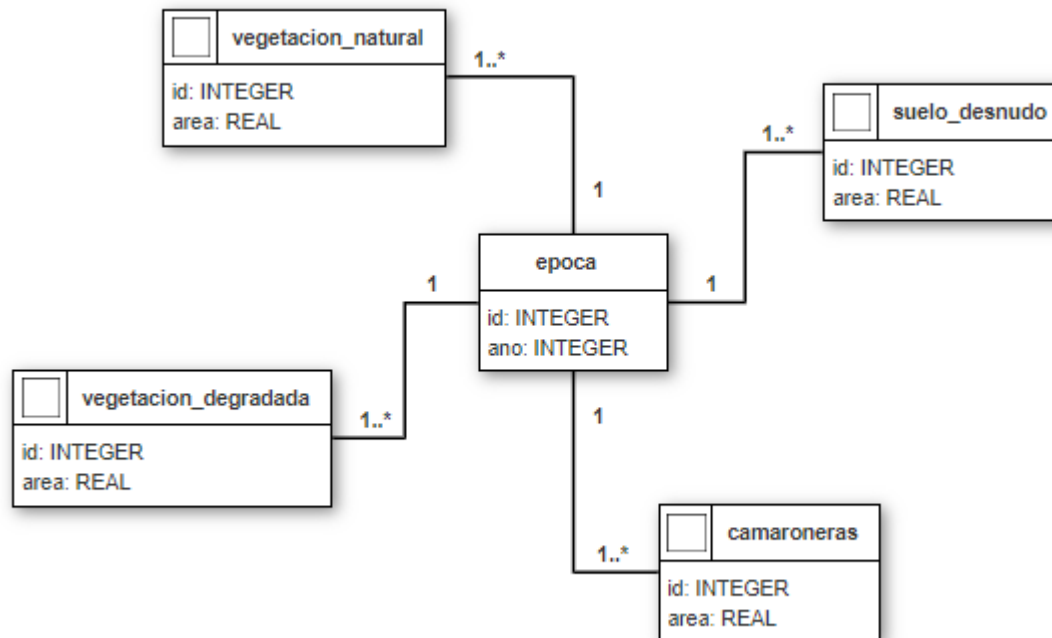 vegetacion_natural
id: INTEGER
area: REAL
1..*
suelo_desnudo
id: INTEGER
area: REAL
1..*
1
epoca
id: INTEGER
ano: INTEGER
1
1
1
vegetacion_degradada
id: INTEGER
area: REAL
1..*
camaroneras
id: INTEGER
area: REAL
1..*